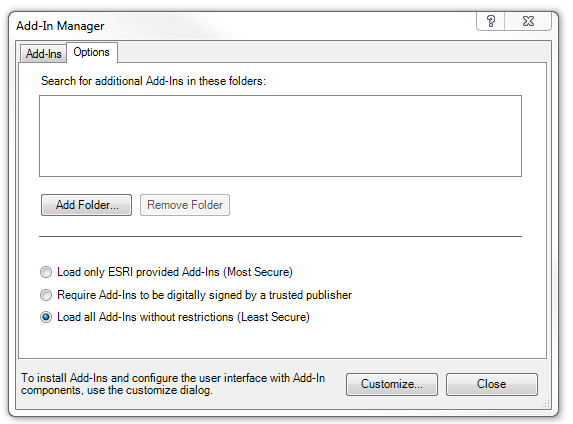 Add-In Manager
?
Add-Ins
Options
Search for additional Add-Ins in these folders:
Add Folder...
Remove Folder
Load only ESRI provided Add-Ins (Most Secure)
Require Add-Ins to be digitally signed by a trusted publisher
Load all Add-Ins without restrictions (Least Secure)
To install Add-Ins and configure the user interface with Add-In
components, use the customize dialog.
Customize...
Close